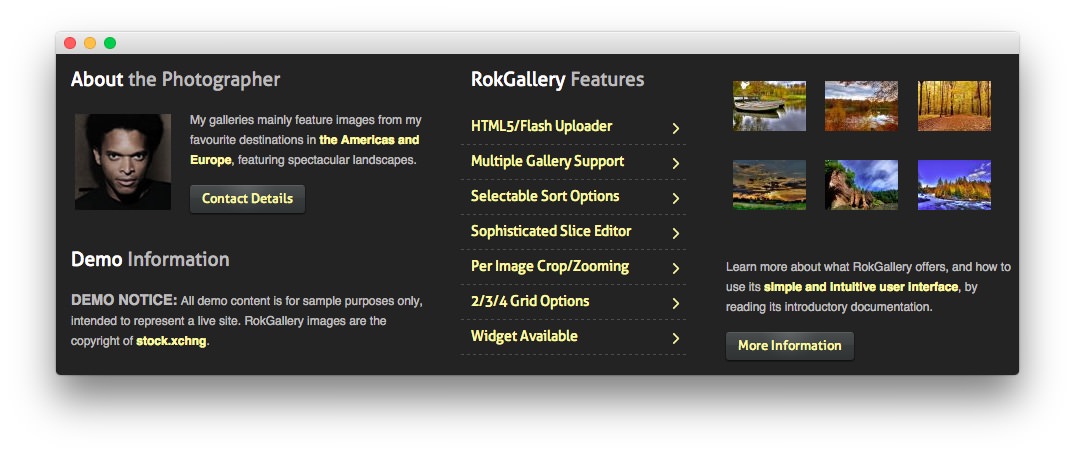 About the Photographer
My galleries mainly feature images from my
favourite destinations in the Americas and
Europe, featuring spectacular landscapes.
Contact Details
Demo Information
DEMO NOTICE: All demo content is for sample purposes only,
intended to represent a live site. RokGallery images are the
copyright of stock.xchng.
RokGallery Features
HTML5/Flash Uploader
Multiple Gallery Support
Selectable Sort Options
Sophisticated Slice Editor
Per Image Crop/Zooming
2/3/4 Grid Options
Widget Available
Learn more about what RokGallery offers, and how to
use its simple and intuitive user interface, by
reading its introductory documentation.
More Information